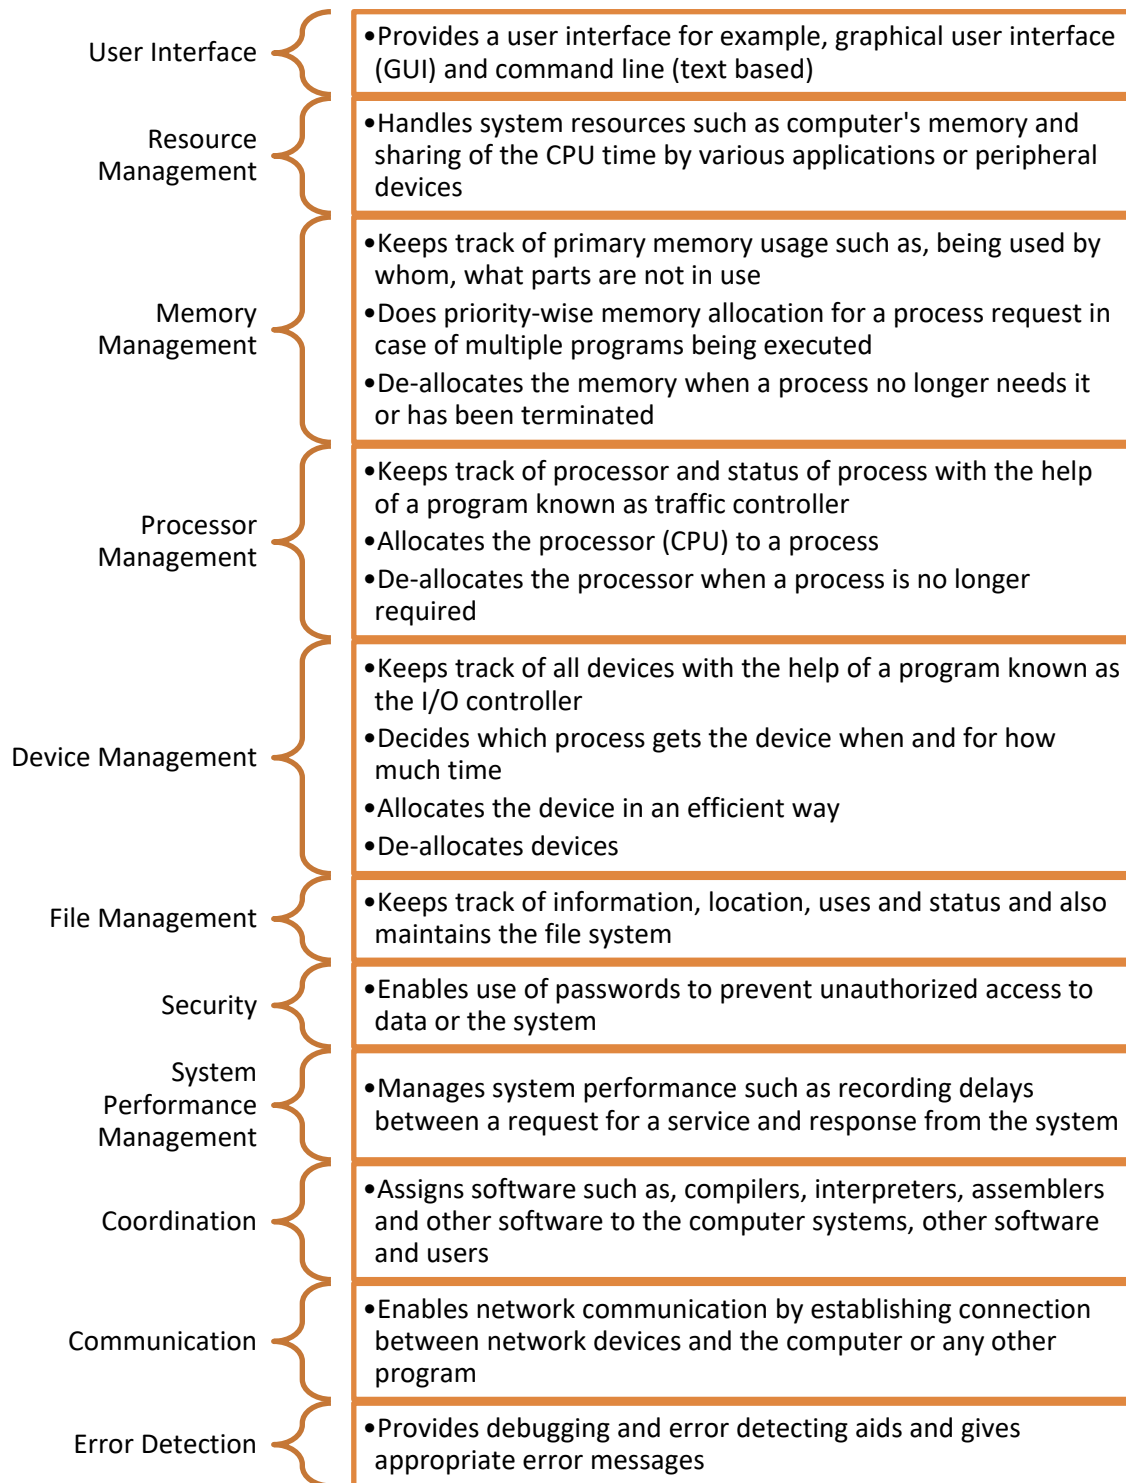 User Interface
•Provides a user interface for example, graphical user interface
(GUI) and command line (text based)
Resource
Management
•Handles system resources such as computer's memory and
sharing of the CPU time by various applications or peripheral
devices
Memory
Management
•Keeps track of primary memory usage such as, being used by
whom, what parts are not in use
•Does priority-wise memory allocation for a process request in
case of multiple programs being executed
•De-allocates the memory when a process no longer needs it
or has been terminated
Processor
Management
•Keeps track of processor and status of process with the help
of a program known as traffic controller
•Allocates the processor (CPU) to a process
•De-allocates the processor when a process is no longer
required
Device Management
•Keeps track of all devices with the help of a program known as
the I/O controller
•Decides which process gets the device when and for how
much time
•Allocates the device in an efficient way
•De-allocates devices
File Management
•Keeps track of information, location, uses and status and also
maintains the file system
Security
•Enables use of passwords to prevent unauthorized access to
data or the system
System
Performance
Management
•Manages system performance such as recording delays
between a request for a service and response from the system
Coordination
•Assigns software such as, compilers, interpreters, assemblers
and other software to the computer systems, other software
and users
Communication
•Enables network communication by establishing connection
between network devices and the computer or any other
program
Error Detection
•Provides debugging and error detecting aids and gives
appropriate error messages